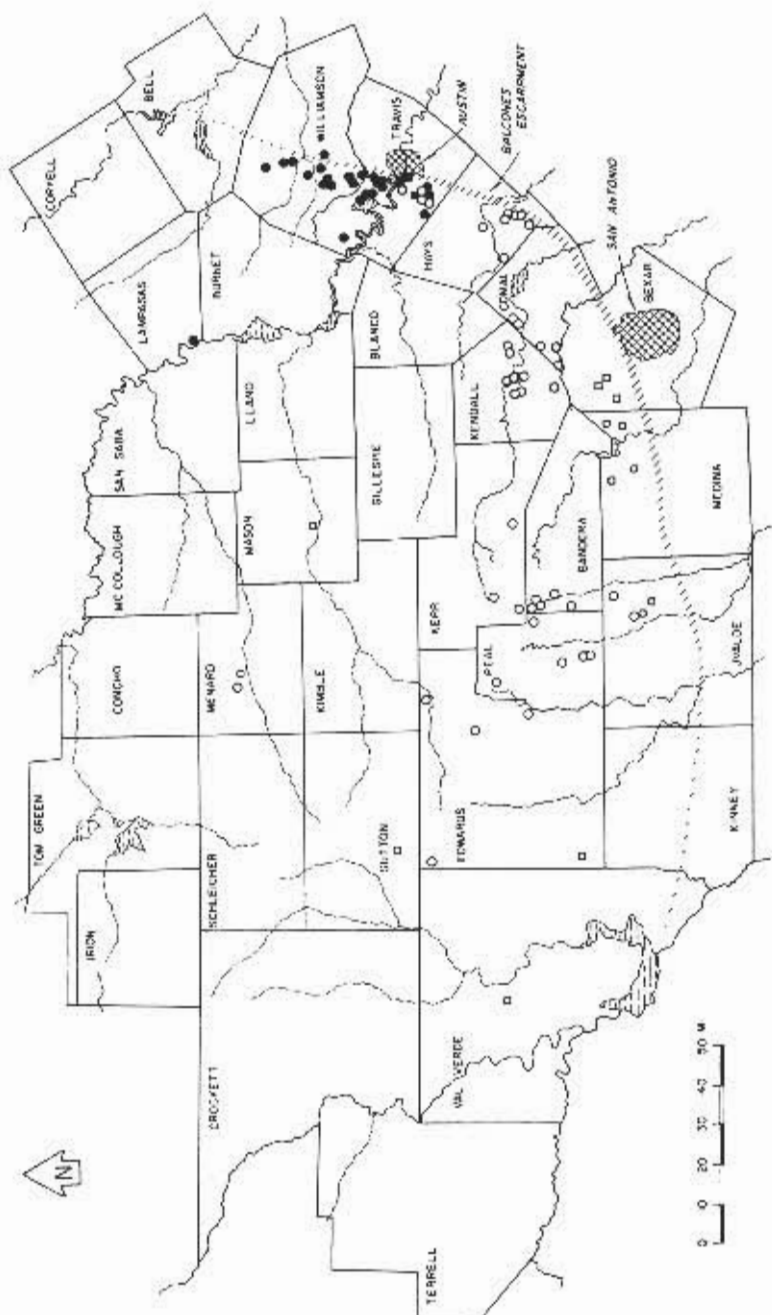 N
TOM GREEN
IRION
CONCHO
MC COLLOUGH
SAN SABA
LAMPASAS
CORYELL
BELL
CROCKETT
SCHLEICHER
MENARD
MASON
LLANO
BURNET
WILLIAMSON
SUTTON
KIMBLE
GILLESPIE
BLANCO
TRAVIS
HAYS
AUSTIN
BALCONES
ESCARPMENT
TERRELL
VAL VERDE
EDWARDS
REAL
KERR
KENDALL
COMAL
BANDERA
SAN ANTONIO
BEXAR
KINNEY
UVALDE
MEDINA
0 0 20 30 40 50 M